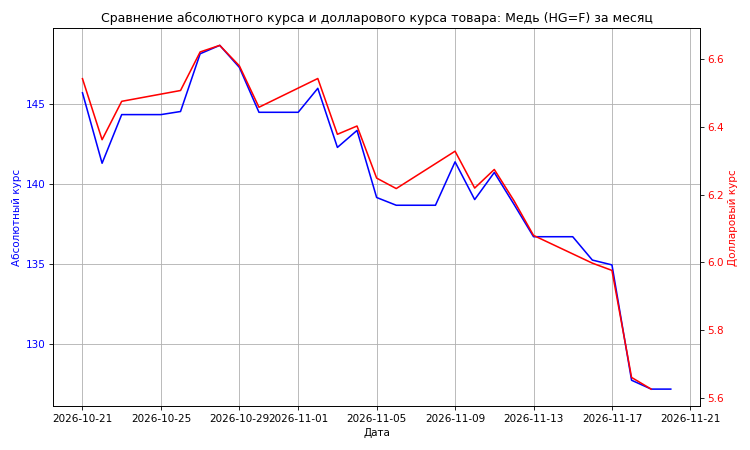 Сравнение абсолютного курса и долларового курса товара: Медь (HG=F) за месяц
Абсолютный курс
145
140
135
130
6.6
6.4
6.2
6.0
5.8
5.6
Долларовый курс
2026-10-21 2026-10-25 2026-10-29 2026-11-01 2026-11-05 2026-11-09 2026-11-13 2026-11-17 2026-11-21
Дата